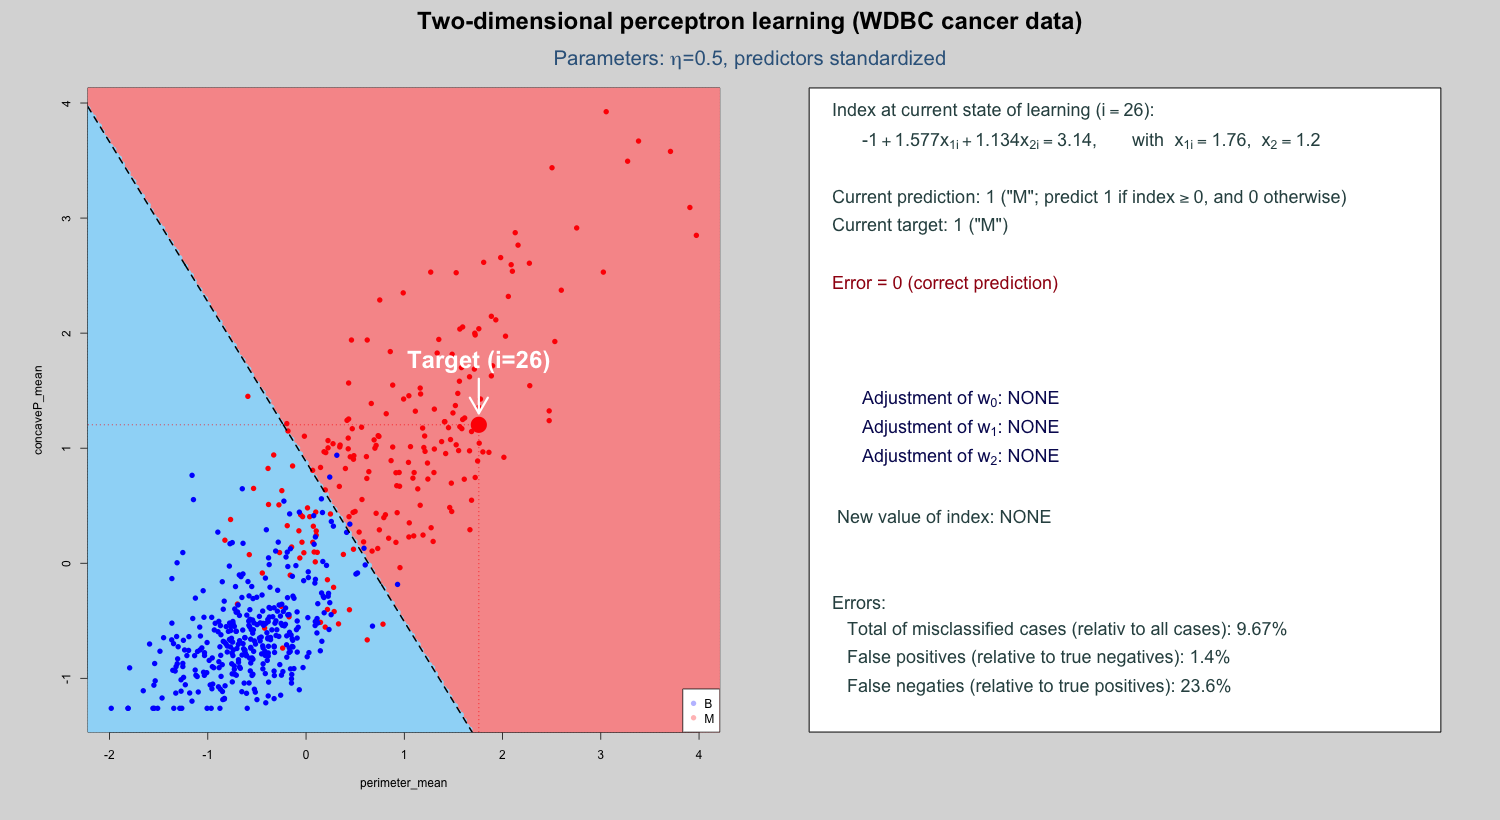 Two-dimensional perceptron learning (WDBC cancer data)
Parameters: η=0.5, predictors standardized
4
3
2
1
0
-1
concaveP_mean
Target (i=26)
B
M
-2 -1 0 1 2 3 4
perimeter_mean
Index at current state of learning (i = 26):
-1 + 1.577x1i + 1.134x2i = 3.14, with x1i = 1.76, x2 = 1.2
Current prediction: 1 ("M"; predict 1 if index ≥ 0, and 0 otherwise)
Current target: 1 ("M")
Error = 0 (correct prediction)
Adjustment of w0: NONE
Adjustment of w1: NONE
Adjustment of w2: NONE
New value of index: NONE
Errors:
Total of misclassified cases (relativ to all cases): 9.67%
False positives (relative to true negatives): 1.4%
False negaties (relative to true positives): 23.6%